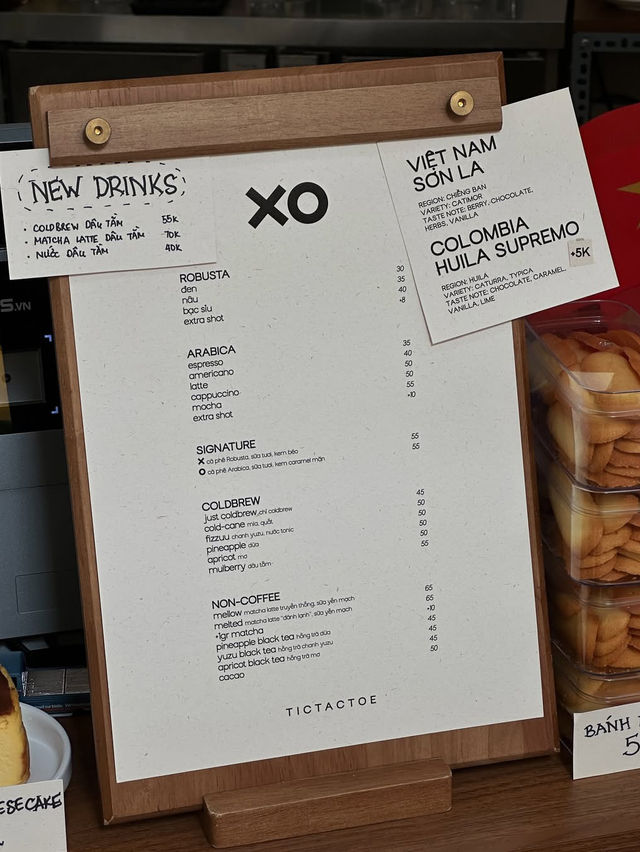 NEW DRINKS
• COLDBREW DÂU TẰM 55K
• MATCHA LATTE DÂU TẰM 70K
• NƯỚC DÂU TẰM 40K
XO
VIỆT NAM
SƠN LA
REGION: CHIỀNG BAN
VARIETY: CATIMOR
TASTE NOTE: BERRY, CHOCOLATE,
HERBS, VANILLA
COLOMBIA
HUILA SUPREMO
+5K
REGION: HUILA
VARIETY: CATURRA, TYPICA
TASTE NOTE: CHOCOLATE, CARAMEL,
VANILLA, LIME
ROBUSTA
đen 30
nâu 35
bạc sỉu 40
extra shot +8
ARABICA
espresso 35
americano 40
latte 50
cappuccino 50
mocha 55
extra shot +10
SIGNATURE
X cà phê Robusta, sữa tươi, kem béo 55
O cà phê Arabica, sữa tươi, kem caramel mặn 55
COLDBREW
just coldbrew chỉ coldbrew 45
cold-cane mía, quất 50
fizzuu chanh yuzu, nước tonic 50
pineapple dứa 50
apricot mơ 50
mulberry dâu tằm 55
NON-COFFEE
mellow matcha latte truyền thống, sữa yến mạch 65
melted matcha latte "đánh lạnh", sữa yến mạch 65
+1gr matcha +10
pineapple black tea hồng trà dứa 45
yuzu black tea hồng trà chanh yuzu 45
apricot black tea hồng trà mơ 45
cacao 50
TICTACTOE
S.VN
ESECAKE
BÁNH
5